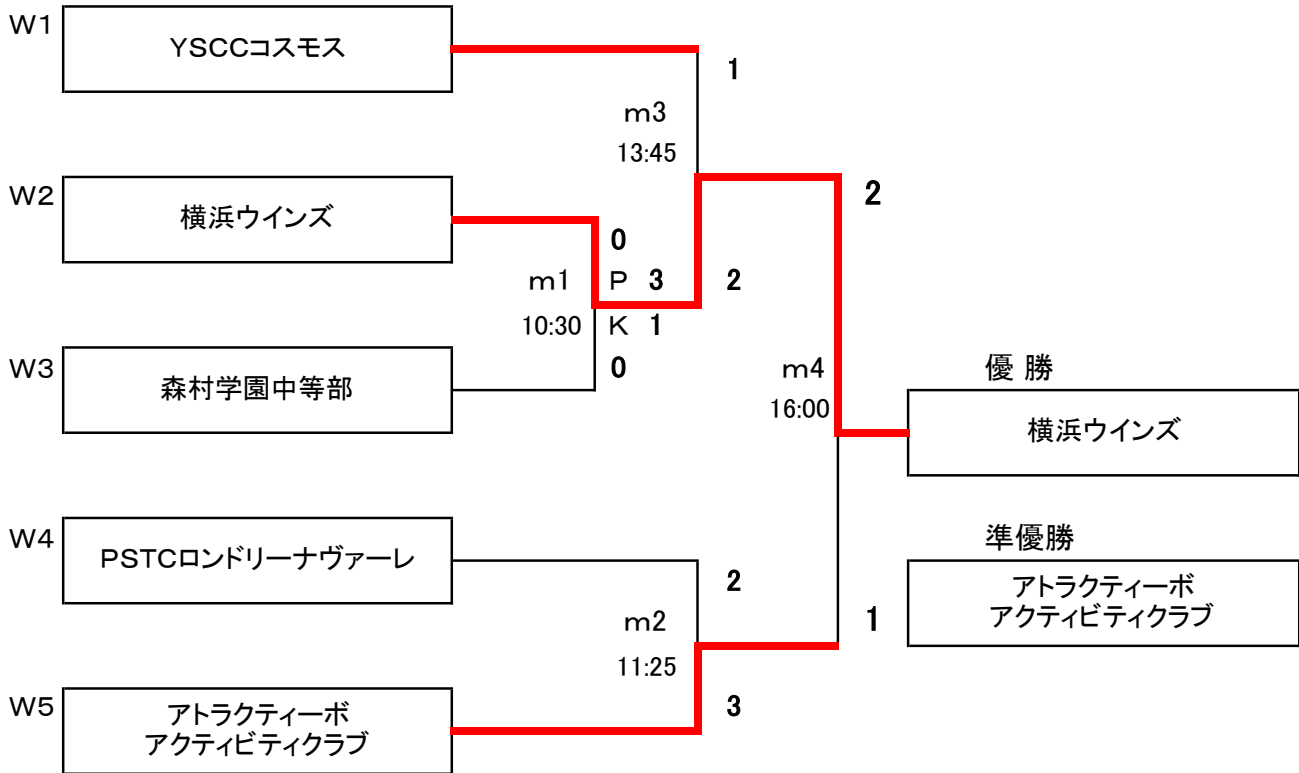 W1
YSCCコスモス
1
m3
13:45
W2
横浜ウインズ
2
0
m1
P 3
2
10:30
K 1
W3
森村学園中等部
0
m4
優 勝
16:00
横浜ウインズ
W4
PSTCロンドリーナヴァーレ
準優勝
2
アトラクティーボ
アクティビティクラブ
m2
1
11:25
W5
アトラクティーボ
アクティビティクラブ
3